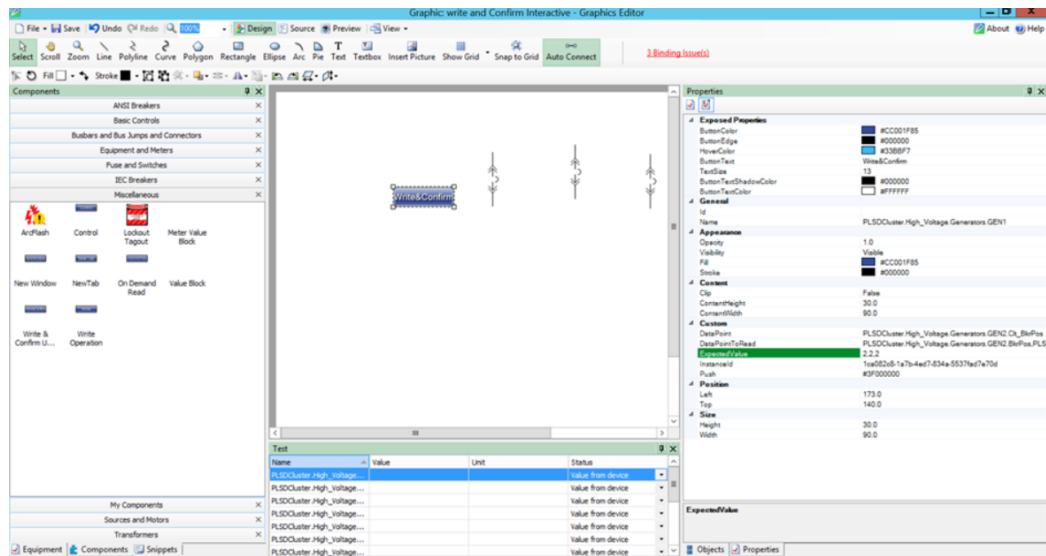 Graphic: write and Confirm Interactive - Graphics Editor
File Save Undo Redo 100% Design Source Preview View About Help
Select Scroll Zoom Line Polyline Curve Polygon Rectangle Ellipse Arc Pie Text Textbox Insert Picture Show Grid Snap to Grid Auto Connect 3 Binding Issue(s)
Fill Stroke
Components
ANSI Breakers
Basic Controls
Busbars and Bus Jumps and Connectors
Equipment and Meters
Fuse and Switches
IEC Breakers
Miscellaneous
ArcFlash
Control
Lockout Tagout
Meter Value Block
New Window
NewTab
On Demand Read
Value Block
Write & Confirm U...
Write Operation
My Components
Sources and Motors
Transformers
Equipment Components Snippets
Write&Confirm
Test
Name Value Unit Status
PLSDCluster.High_Voltage... Value from device
PLSDCluster.High_Voltage... Value from device
PLSDCluster.High_Voltage... Value from device
PLSDCluster.High_Voltage... Value from device
PLSDCluster.High_Voltage... Value from device
PLSDCluster.High_Voltage... Value from device
PLSDCluster.High_Voltage... Value from device
Properties
Exposed Properties
ButtonColor #CC001F85
ButtonEdge #000000
HoverColor #33BBF7
ButtonText Write&Confirm
TextSize 13
ButtonTextShadowColor #000000
ButtonTextColor #FFFFFF
General
Id
Name PLSDCluster.High_Voltage.Generators.GEN1
Appearance
Opacity 1.0
Visibility Visible
Fill #CC001F85
Stroke #000000
Content
Clip False
ContentHeight 30.0
ContentWidth 90.0
Custom
DataPoint PLSDCluster.High_Voltage.Generators.GEN2.Ctl_BkrPos
DataPointToRead PLSDCluster.High_Voltage.Generators.GEN2.BkrPos,PLS
ExpectedValue 2,2,2
InstanceId
Push #3F000000
Position
Left 173.0
Top 140.0
Size
Height 30.0
Width 90.0
ExpectedValue
Objects Properties